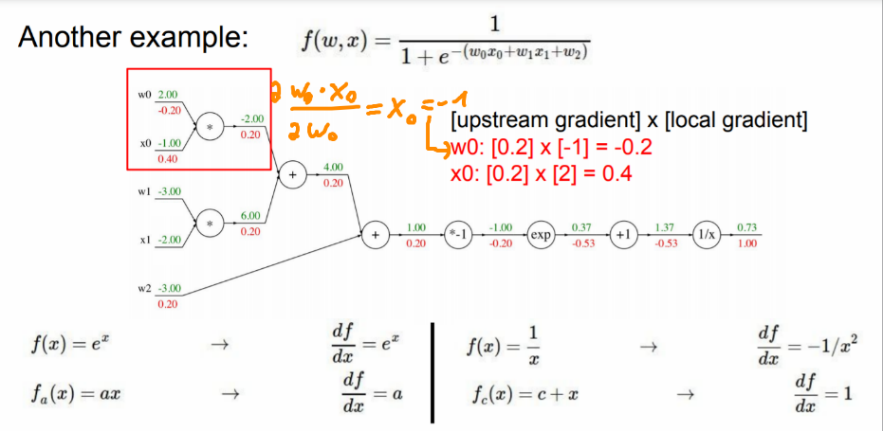 Another example: f(w, x) = 1 / (1 + e^-(w₀x₀+w₁x₁+w₂))
w0 2.00
-0.20
* -2.00
0.20
x0 -1.00
0.40
∂ w₀·x₀ / ∂ w₀ = x₀ = -1
[upstream gradient] x [local gradient]
w0: [0.2] x [-1] = -0.2
x0: [0.2] x [2] = 0.4
+ 4.00
0.20
w1 -3.00
* 6.00
0.20
x1 -2.00
+ 1.00 *-1 -1.00 exp 0.37 +1 1.37 1/x 0.73
0.20 -0.20 -0.53 -0.53 1.00
w2 -3.00
0.20
f(x) = eˣ → df/dx = eˣ
fₐ(x) = ax → df/dx = a
f(x) = 1/x → df/dx = -1/x²
f_c(x) = c + x → df/dx = 1